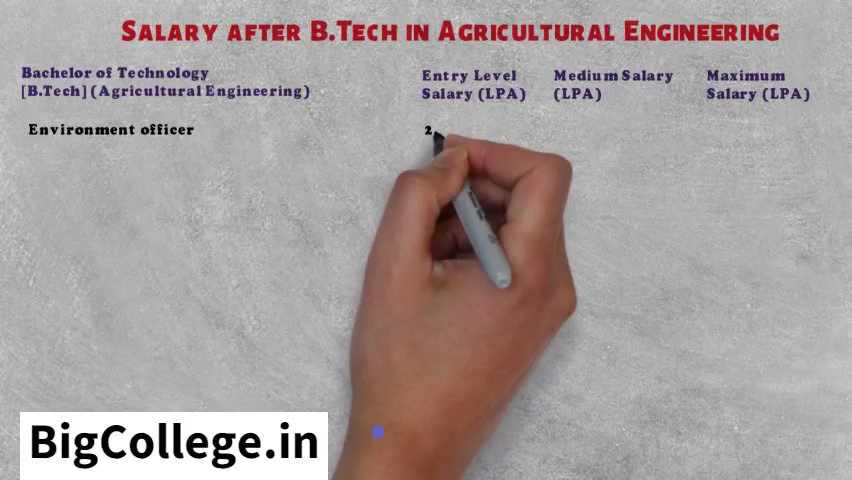 Salary after B.Tech in Agricultural Engineering
Bachelor of Technology
[B.Tech] (Agricultural Engineering)
Entry Level
Salary (LPA)
Medium Salary
(LPA)
Maximum
Salary (LPA)
Environment officer
2
BigCollege.in